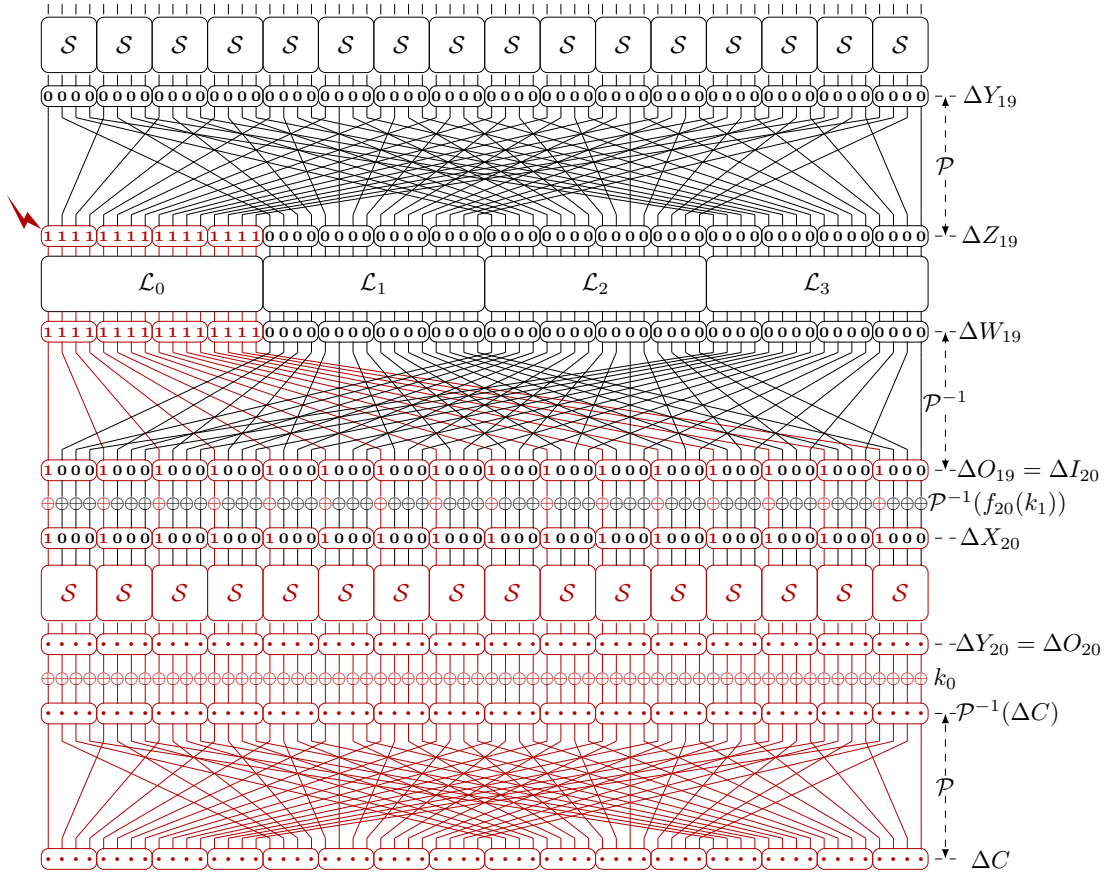 S S S S S S S S S S S S S S S S
0000 0000 0000 0000 0000 0000 0000 0000 0000 0000 0000 0000 0000 0000 0000 0000 ΔY₁₉
P
1111 1111 1111 1111 0000 0000 0000 0000 0000 0000 0000 0000 0000 0000 0000 0000 ΔZ₁₉
L₀ L₁ L₂ L₃
1111 1111 1111 1111 0000 0000 0000 0000 0000 0000 0000 0000 0000 0000 0000 0000 ΔW₁₉
P⁻¹
1000 1000 1000 1000 1000 1000 1000 1000 1000 1000 1000 1000 1000 1000 1000 1000 ΔO₁₉ = ΔI₂₀
P⁻¹(f₂₀(k₁))
1000 1000 1000 1000 1000 1000 1000 1000 1000 1000 1000 1000 1000 1000 1000 1000 ΔX₂₀
S S S S S S S S S S S S S S S S
ΔY₂₀ = ΔO₂₀
k₀
P⁻¹(ΔC)
P
ΔC